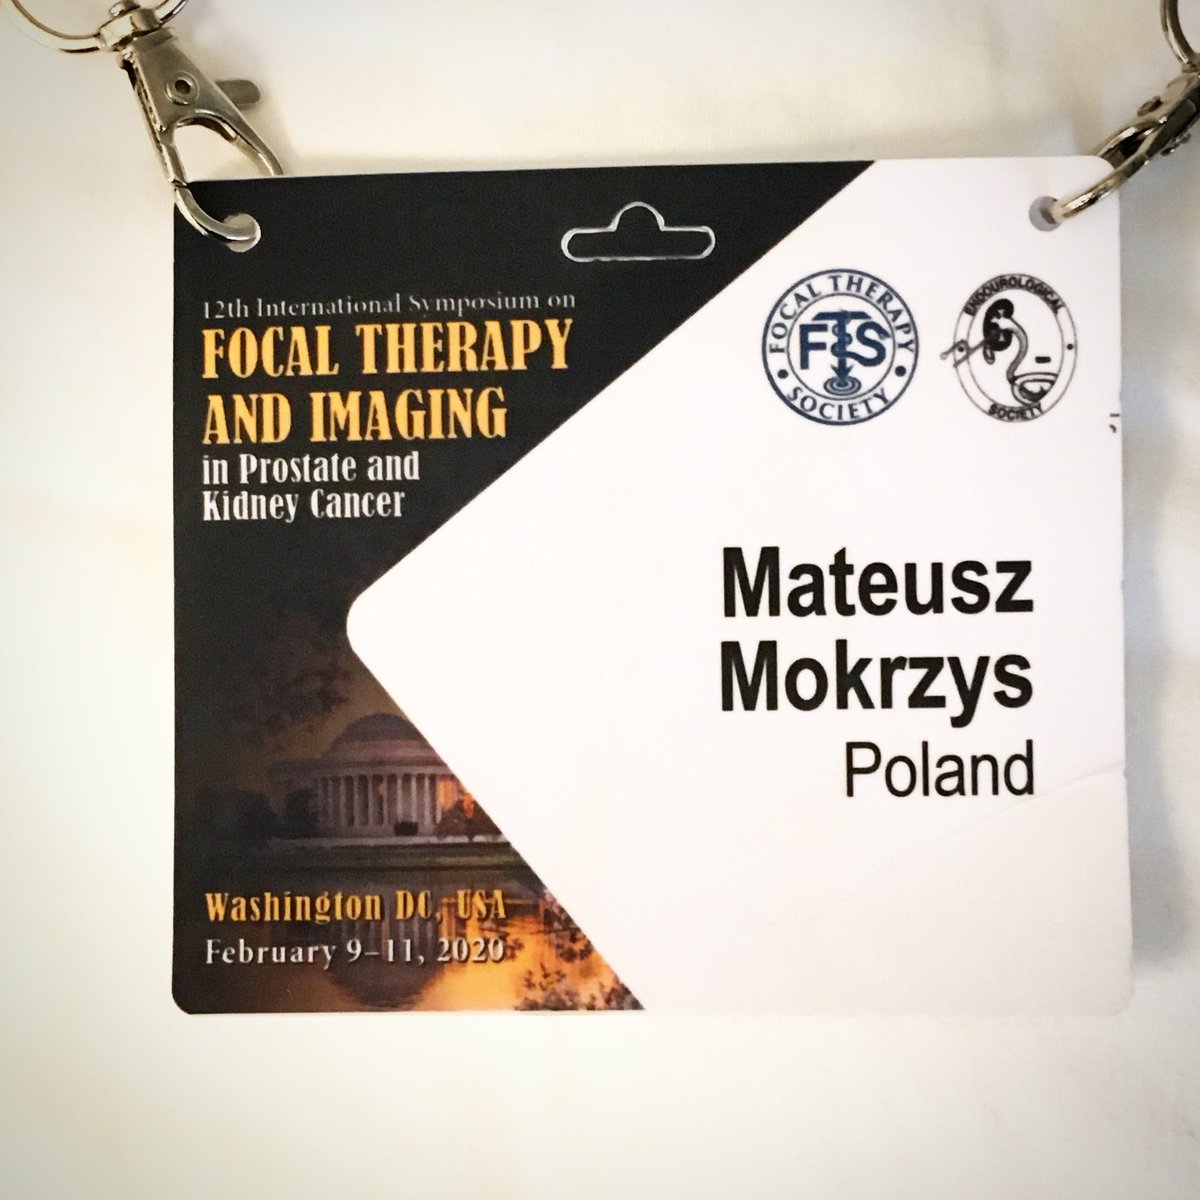 12th International Symposium on
FOCAL THERAPY
AND IMAGING
in Prostate and
Kidney Cancer
FOCAL THERAPY
FTS
SOCIETY
ENDOUROLOGICAL
SOCIETY
Mateusz
Mokrzys
Poland
Washington DC, USA
February 9–11, 2020